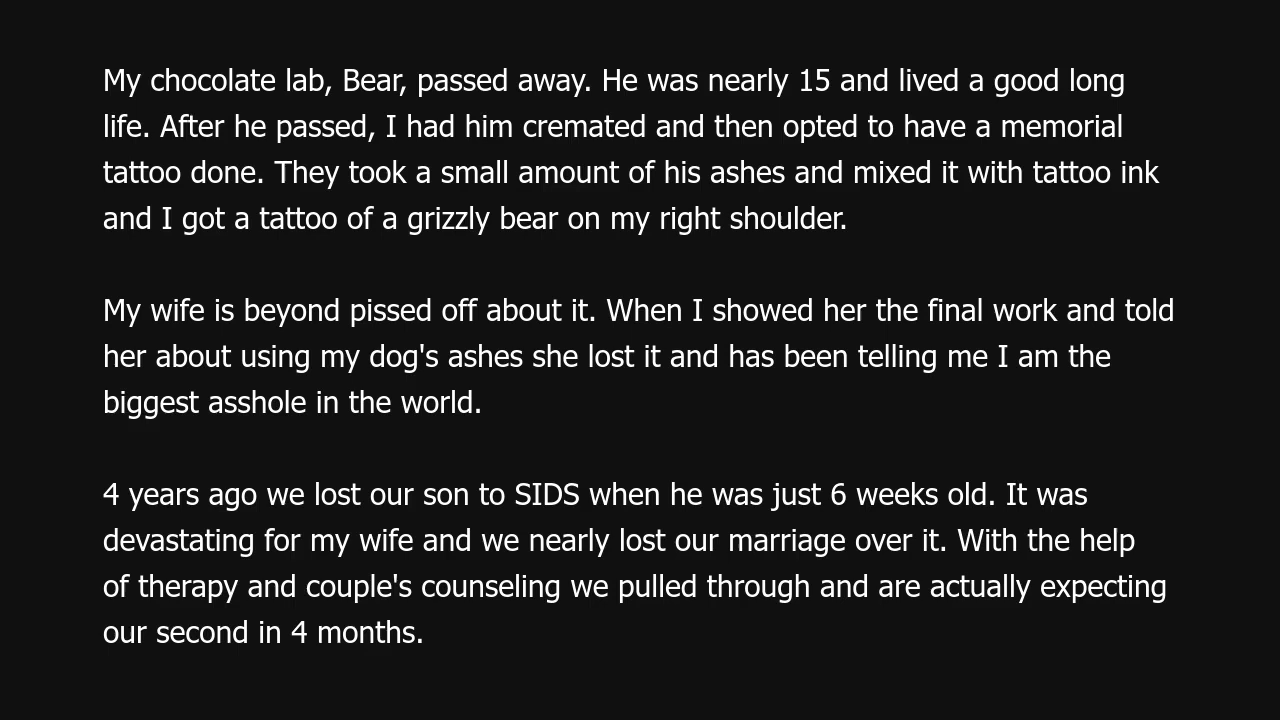 My chocolate lab, Bear, passed away. He was nearly 15 and lived a good long
life. After he passed, I had him cremated and then opted to have a memorial
tattoo done. They took a small amount of his ashes and mixed it with tattoo ink
and I got a tattoo of a grizzly bear on my right shoulder.
My wife is beyond pissed off about it. When I showed her the final work and told
her about using my dog's ashes she lost it and has been telling me I am the
biggest asshole in the world.
4 years ago we lost our son to SIDS when he was just 6 weeks old. It was
devastating for my wife and we nearly lost our marriage over it. With the help
of therapy and couple's counseling we pulled through and are actually expecting
our second in 4 months.